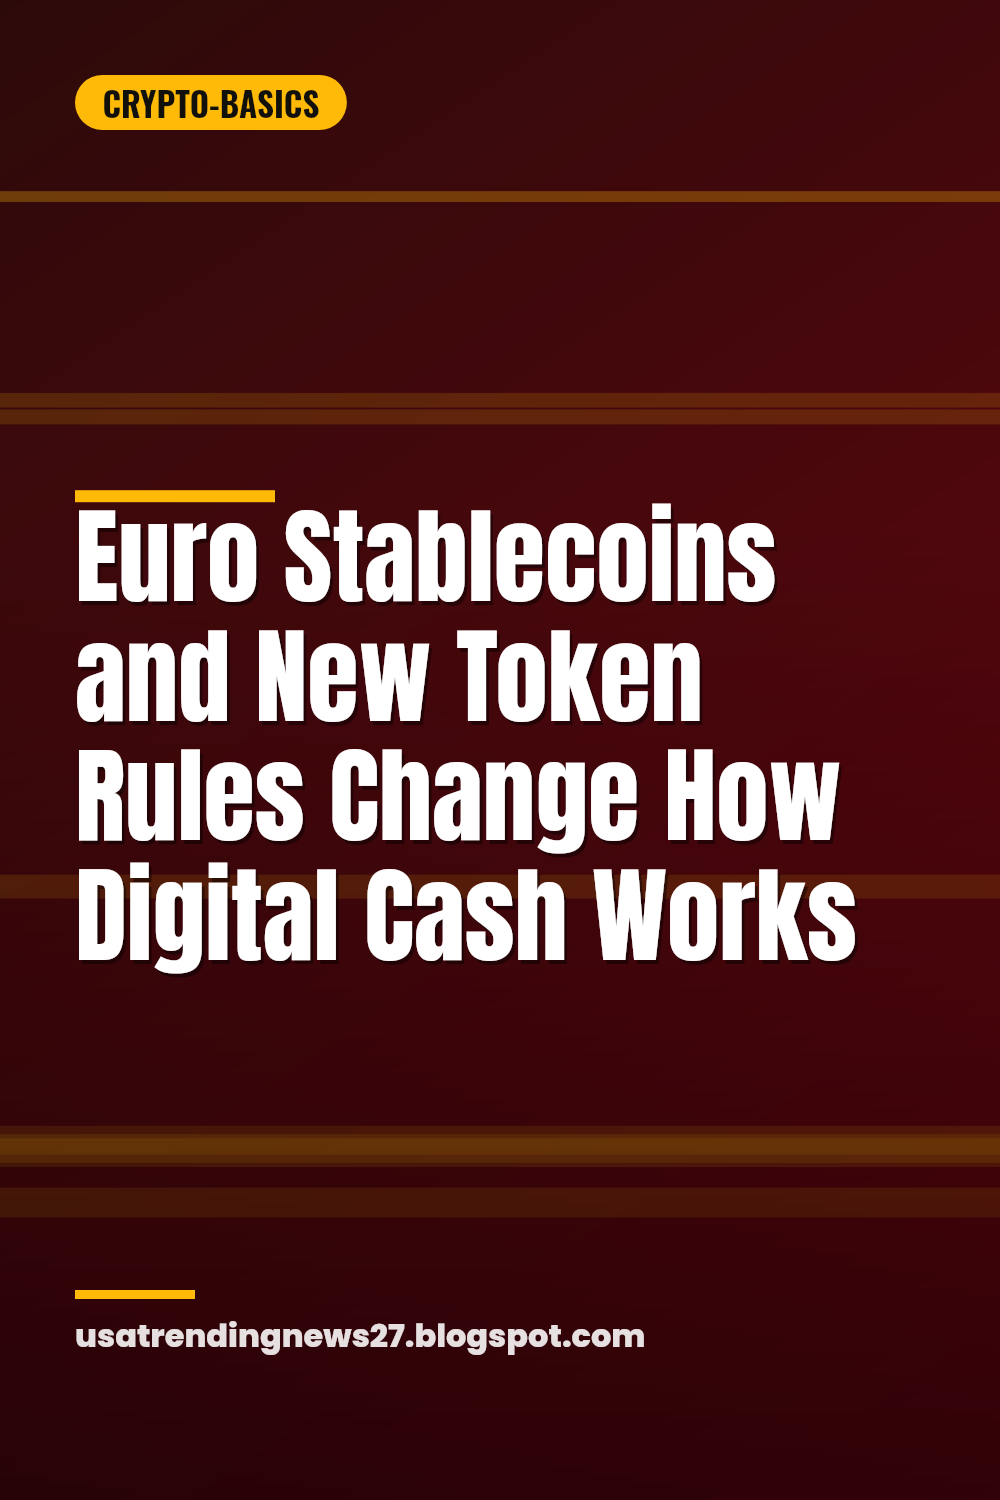 CRYPTO-BASICS
Euro Stablecoins
and New Token
Rules Change How
Digital Cash Works
usatrendingnews27.blogspot.com